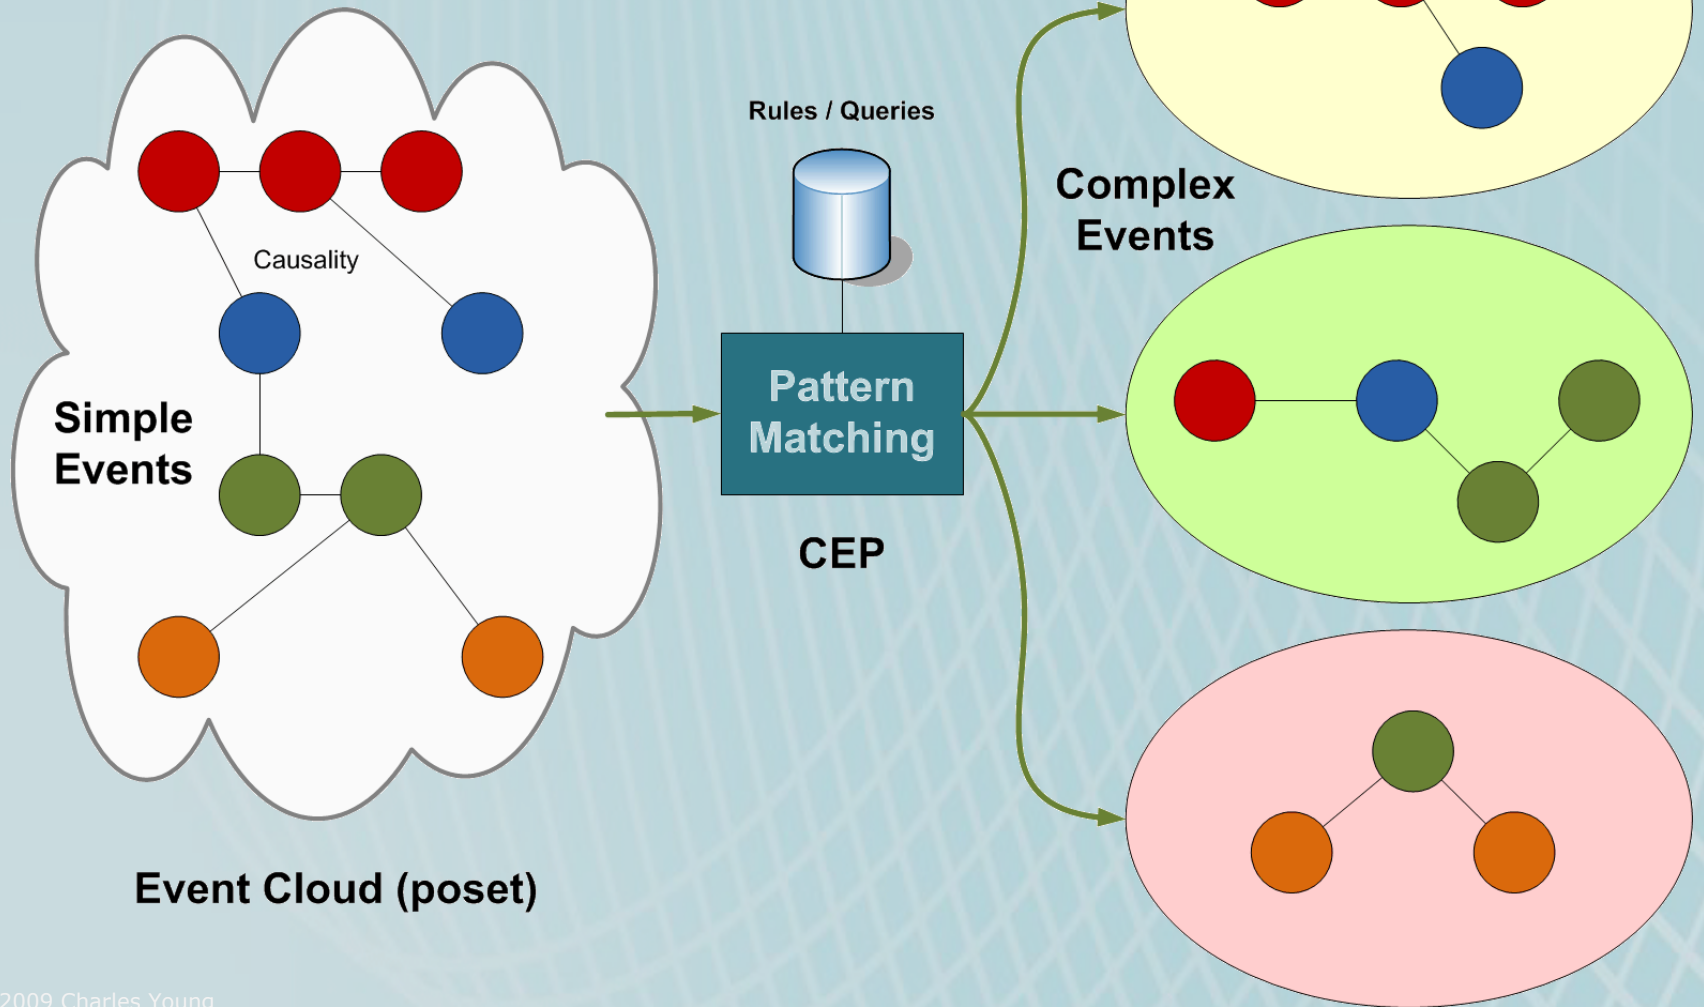 Rules / Queries
Complex
Events
Causality
Pattern
Matching
Simple
Events
CEP
Event Cloud (poset)
2009 Charles Young